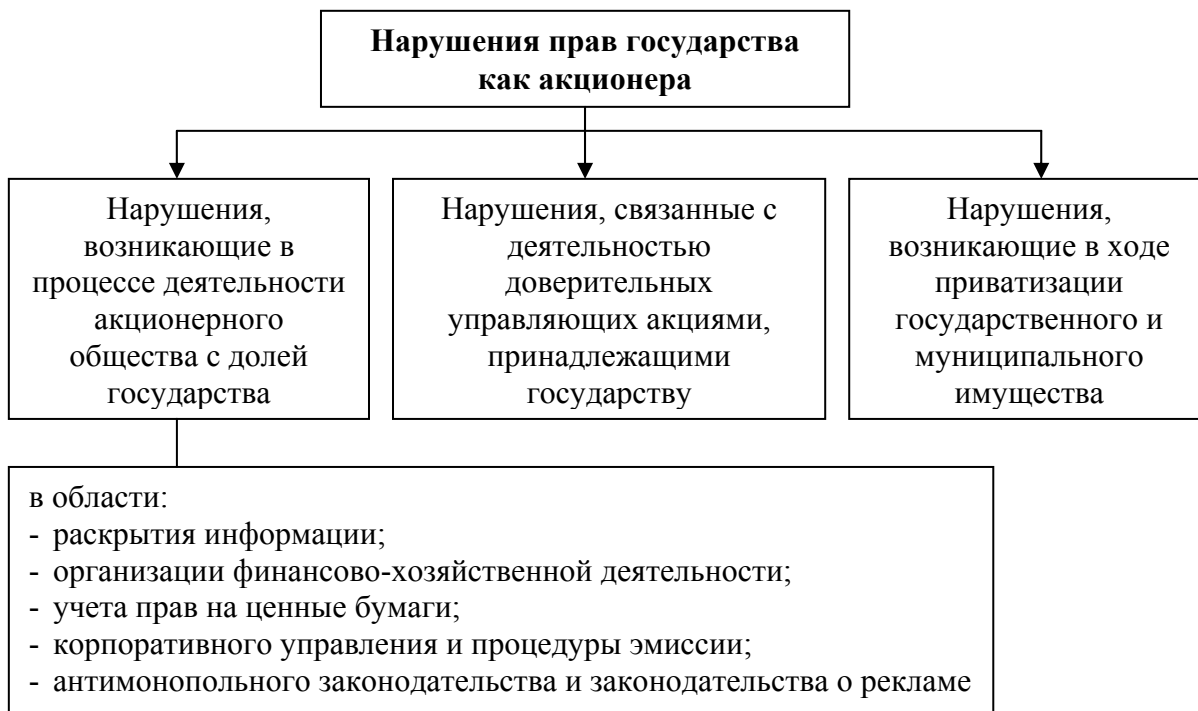 Нарушения прав государства
как акционера
Нарушения,
возникающие в
процессе деятельности
акционерного
общества с долей
государства
Нарушения, связанные с
деятельностью
доверительных
управляющих акциями,
принадлежащими
государству
Нарушения,
возникающие в ходе
приватизации
государственного и
муниципального
имущества
в области:
- раскрытия информации;
- организации финансово-хозяйственной деятельности;
- учета прав на ценные бумаги;
- корпоративного управления и процедуры эмиссии;
- антимонопольного законодательства и законодательства о рекламе